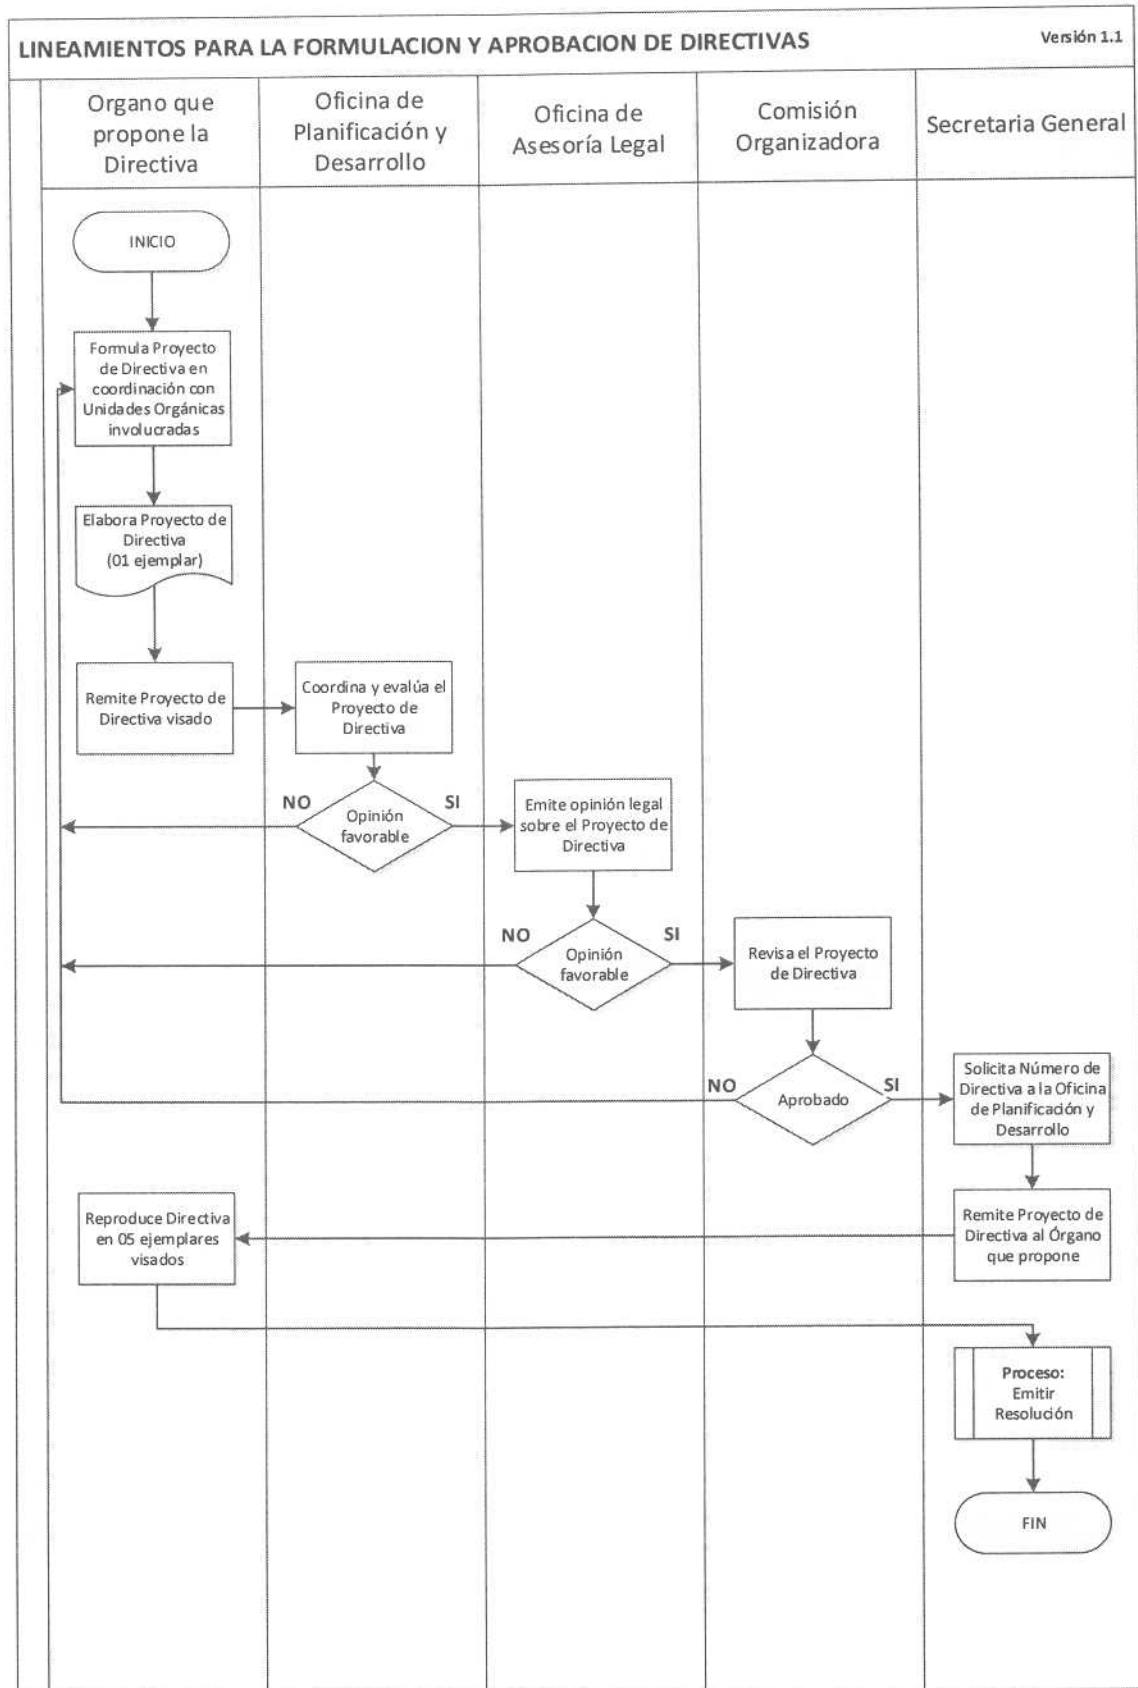 LINEAMIENTOS PARA LA FORMULACION Y APROBACION DE DIRECTIVAS
Versión 1.1
Organo que
propone la
Directiva
Oficina de
Planificación y
Desarrollo
Oficina de
Asesoría Legal
Comisión
Organizadora
Secretaria General
INICIO
Formula Proyecto
de Directiva en
coordinación con
Unidades Orgánicas
involucradas
Elabora Proyecto de
Directiva
(01 ejemplar)
Remite Proyecto de
Directiva visado
Coordina y evalúa el
Proyecto de
Directiva
NO
Opinión
favorable
SI
Emite opinión legal
sobre el Proyecto de
Directiva
NO
Opinión
favorable
SI
Revisa el Proyecto
de Directiva
NO
Aprobado
SI
Solicita Número de
Directiva a la Oficina
de Planificación y
Desarrollo
Remite Proyecto de
Directiva al Órgano
que propone
Reproduce Directiva
en 05 ejemplares
visados
Proceso:
Emitir
Resolución
FIN